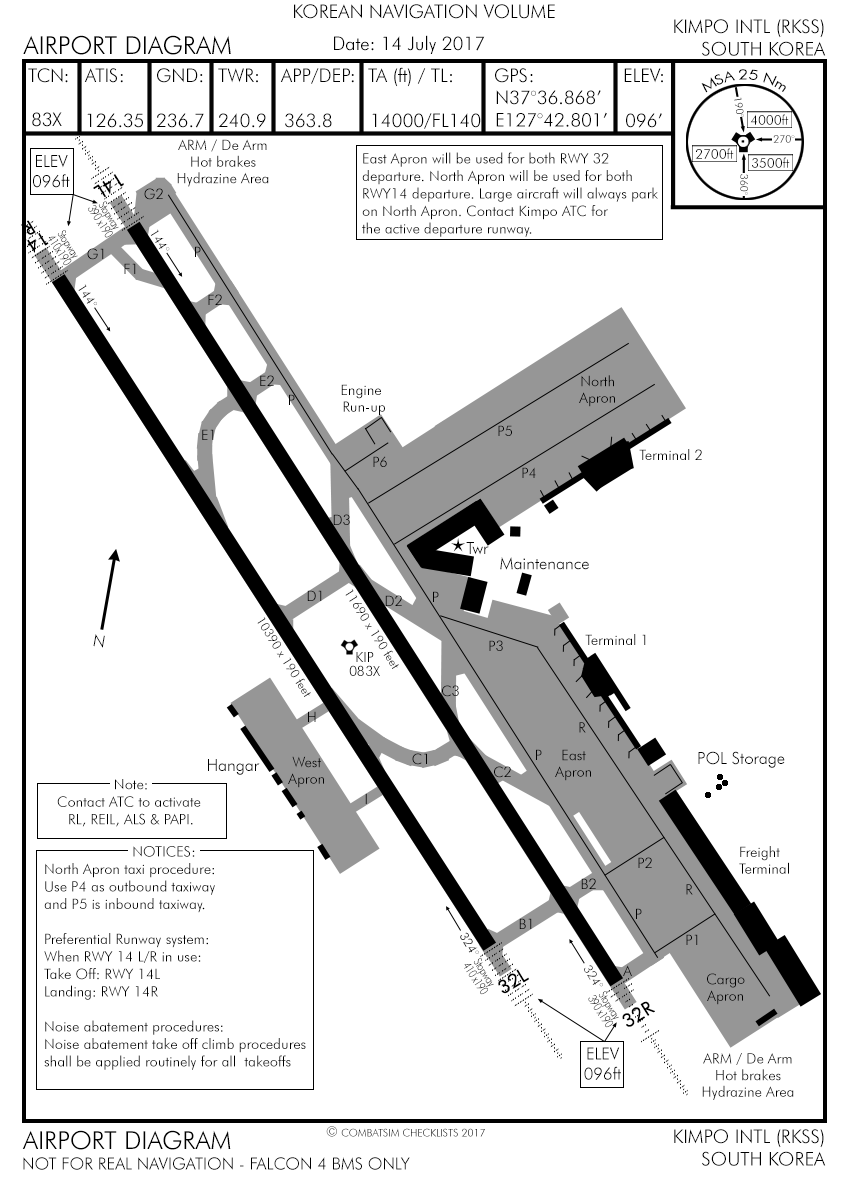 KOREAN NAVIGATION VOLUME
AIRPORT DIAGRAM
Date: 14 July 2017
KIMPO INTL (RKSS)
SOUTH KOREA
TCN:
83X
ATIS:
126.35
GND:
236.7
TWR:
240.9
APP/DEP:
363.8
TA (ft) / TL:
14000/FL140
GPS:
N37°36.868'
E127°42.801'
ELEV:
096'
MSA 25 Nm
190°
4000ft
270°
2700ft
3500ft
360°
ELEV
096ft
ARM / De Arm
Hot brakes
Hydrazine Area
East Apron will be used for both RWY 32
departure. North Apron will be used for both
RWY14 departure. Large aircraft will always park
on North Apron. Contact Kimpo ATC for
the active departure runway.
14L
Stopway
390x190
G2
14R
Stopway
410x190
G1
F1
144°
P
144°
F2
E2
P
E1
Engine
Run-up
North
Apron
P6
P5
P4
Terminal 2
D3
Twr
Maintenance
D1
D2
P
11690 x 190 feet
10390 x 190 feet
N
KIP
083X
P3
Terminal 1
C3
H
R
C1
P
East
Apron
C2
Hangar
West
Apron
I
POL Storage
Note:
Contact ATC to activate
RL, REIL, ALS & PAPI.
P2
B2
R
Freight
Terminal
B1
P
P1
NOTICES:
North Apron taxi procedure:
Use P4 as outbound taxiway
and P5 is inbound taxiway.
Preferential Runway system:
When RWY 14 L/R in use:
Take Off: RWY 14L
Landing: RWY 14R
Noise abatement procedures:
Noise abatement take off climb procedures
shall be applied routinely for all takeoffs
324°
Stopway
410x190
32L
324°
Stopway
390x190
A
32R
Cargo
Apron
ELEV
096ft
ARM / De Arm
Hot brakes
Hydrazine Area
© COMBATSIM CHECKLISTS 2017
AIRPORT DIAGRAM
NOT FOR REAL NAVIGATION - FALCON 4 BMS ONLY
KIMPO INTL (RKSS)
SOUTH KOREA